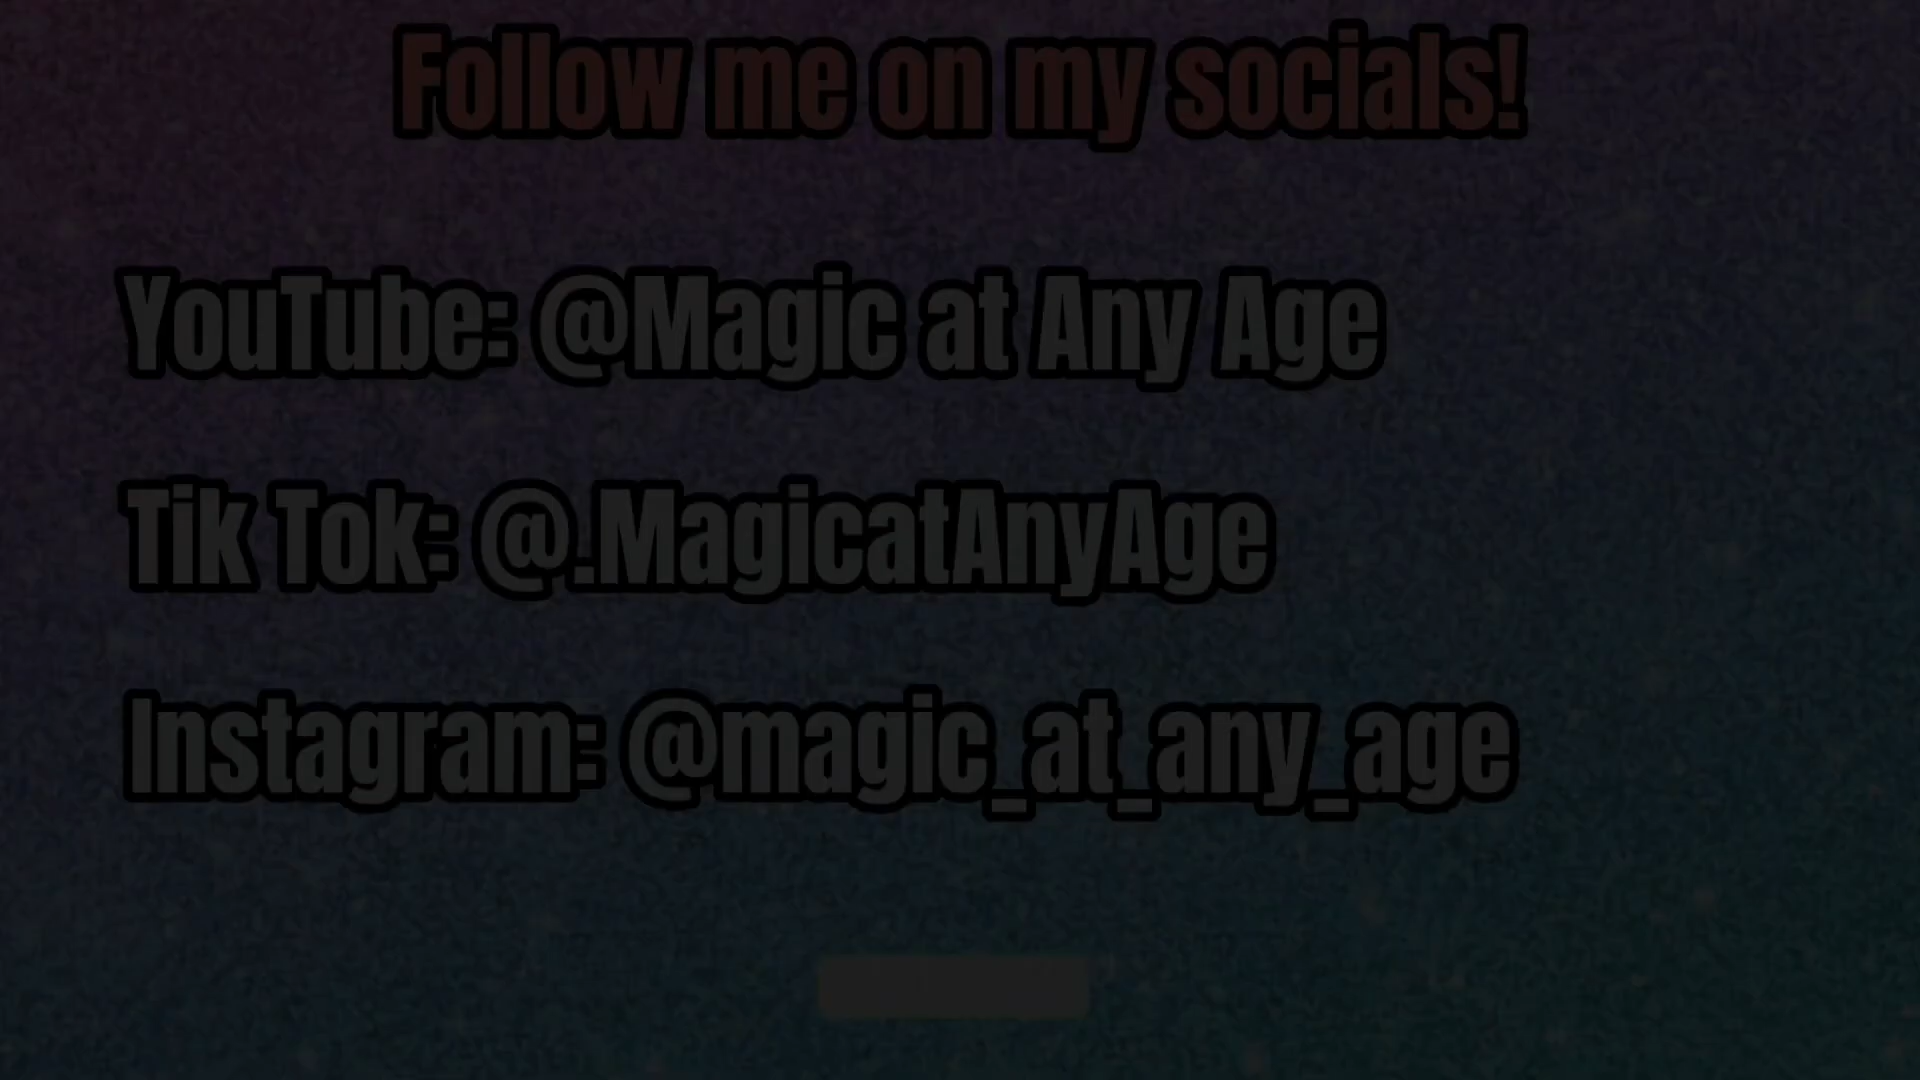 Follow me on my socials!
YouTube: @Magic at Any Age
Tik Tok: @.MagicatAnyAge
Instagram: @magic_at_any_age